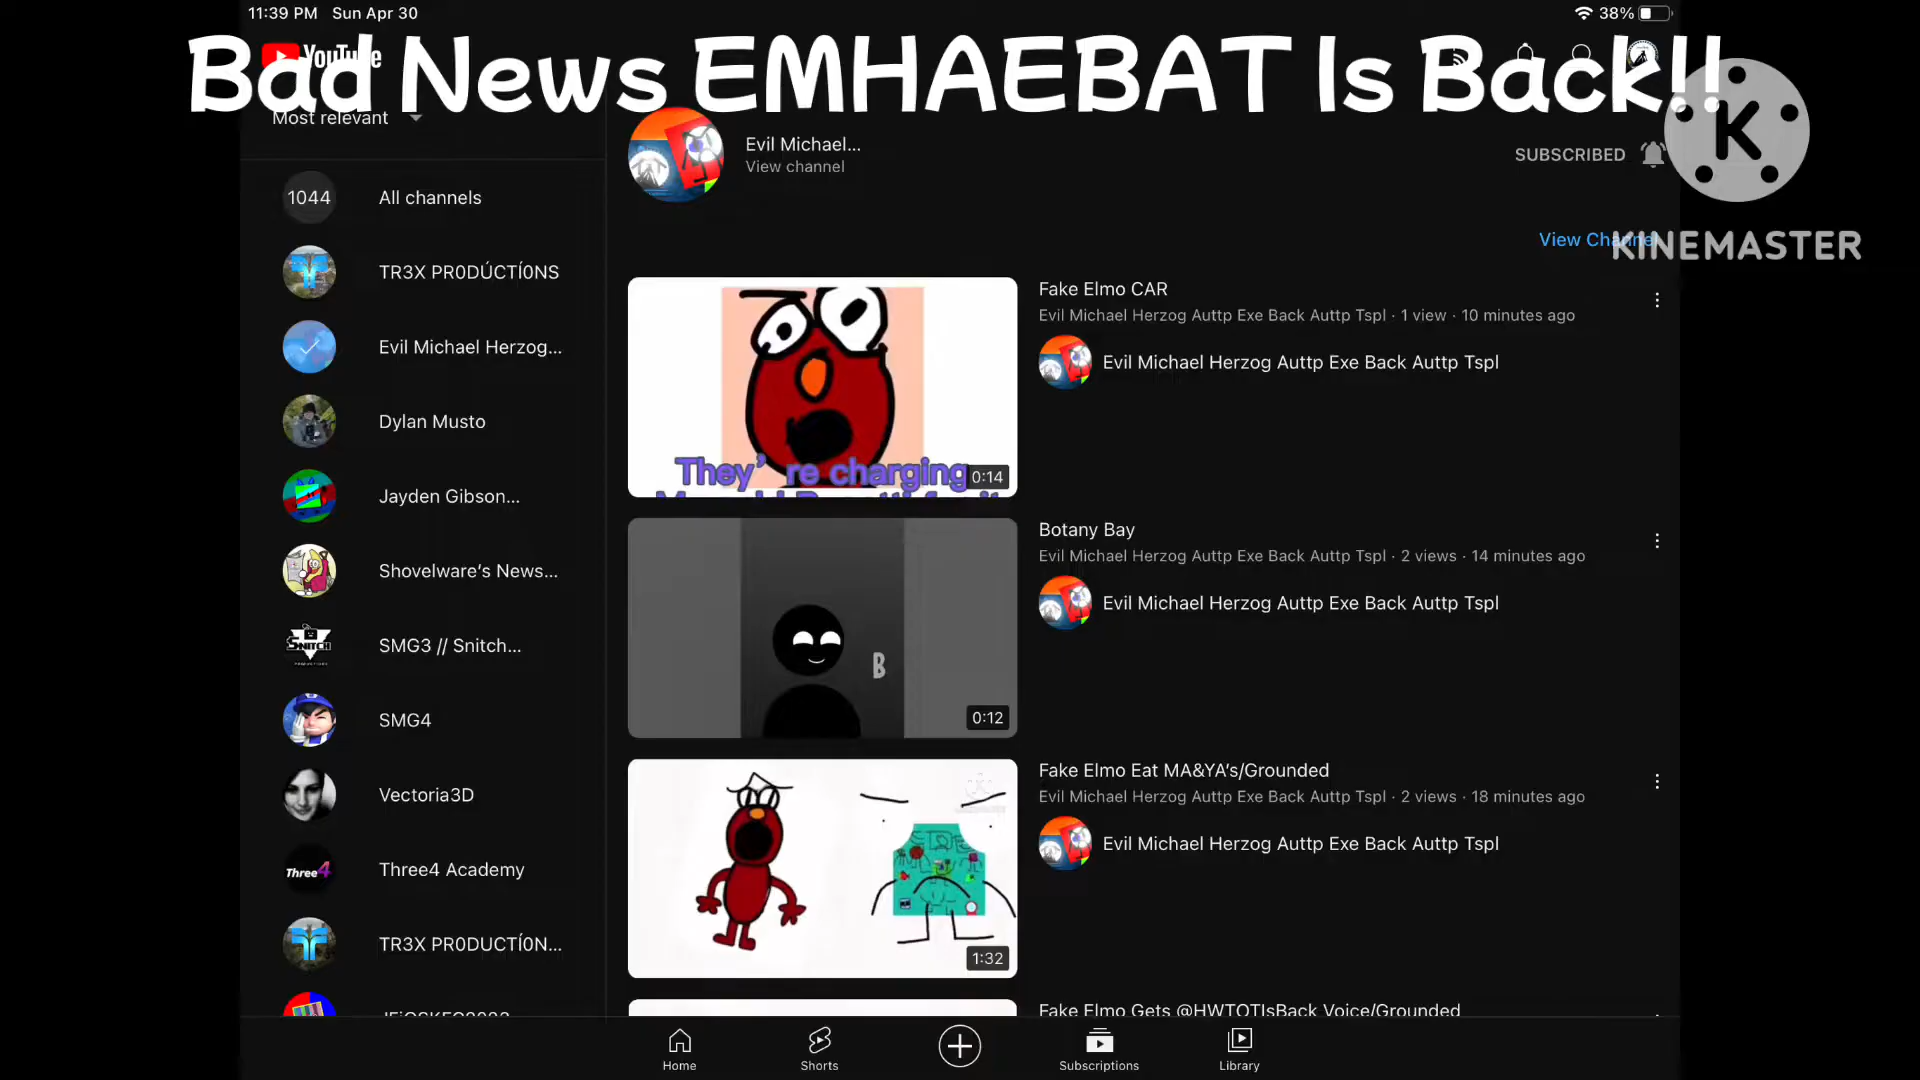 11:39 PM Sun Apr 30
38%
YouTube
Bad News EMHAEBAT Is Back!!
Most relevant
Evil Michael...
View channel
SUBSCRIBED
K
KINEMASTER
View Channel
1044 All channels
TR3X PR0DÚCTÍ0NS
Evil Michael Herzog...
Dylan Musto
Jayden Gibson...
Shovelware's News...
SNITCH
SMG3 // Snitch...
SMG4
Vectoria3D
Three4
Three4 Academy
TR3X PR0DUCTÍ0N...
They're charging
0:14
Fake Elmo CAR
Evil Michael Herzog Auttp Exe Back Auttp Tspl · 1 view · 10 minutes ago
Evil Michael Herzog Auttp Exe Back Auttp Tspl
B
0:12
Botany Bay
Evil Michael Herzog Auttp Exe Back Auttp Tspl · 2 views · 14 minutes ago
Evil Michael Herzog Auttp Exe Back Auttp Tspl
1:32
Fake Elmo Eat MA&YA's/Grounded
Evil Michael Herzog Auttp Exe Back Auttp Tspl · 2 views · 18 minutes ago
Evil Michael Herzog Auttp Exe Back Auttp Tspl
Fake Elmo Gets @HWTOTIsBack Voice/Grounded
Home
Shorts
Subscriptions
Library